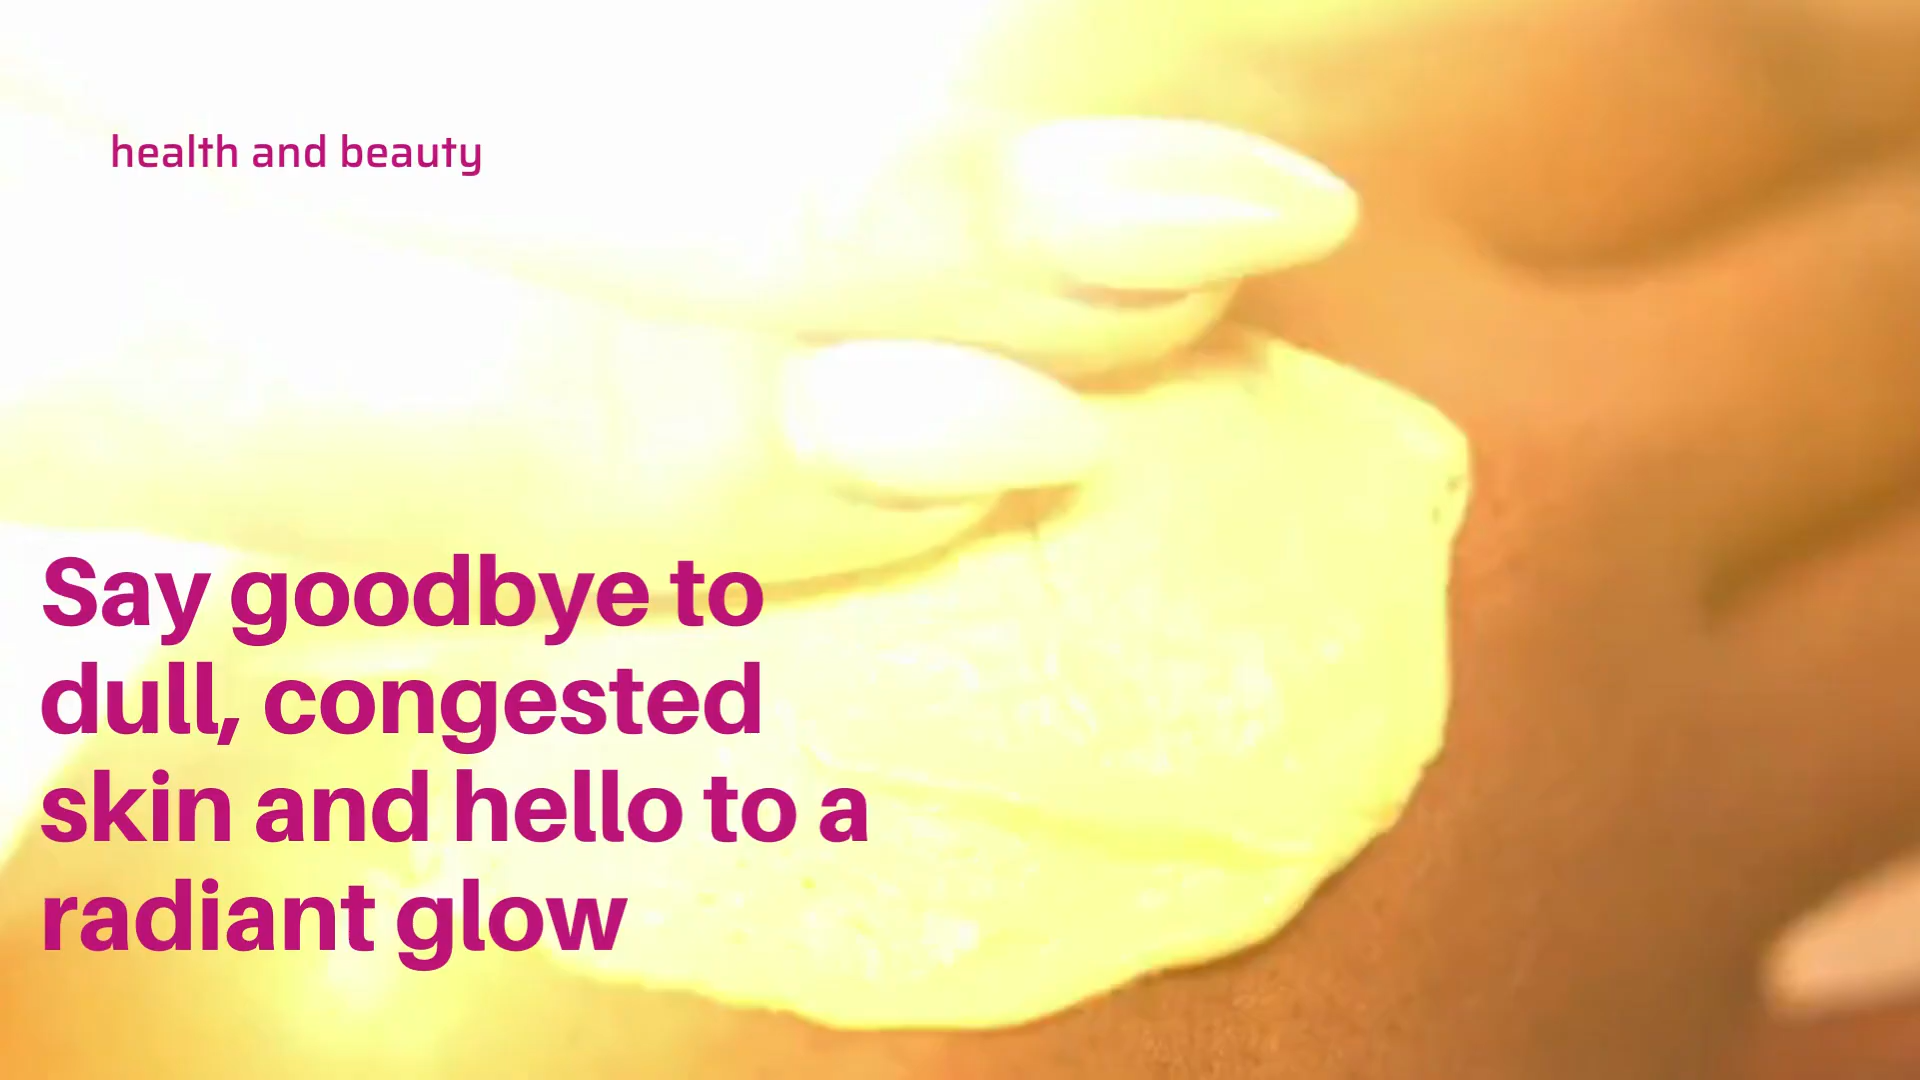 health and beauty
Say goodbye to
dull, congested
skin and hello to a
radiant glow